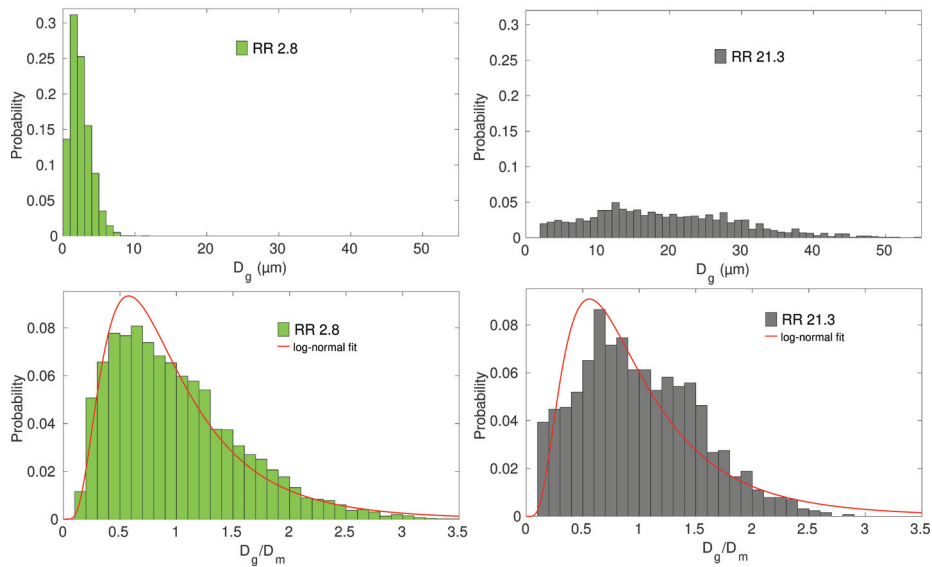 0.3
0.25
0.2
0.15
0.1
0.05
0
Probability
RR 2.8
0 10 20 30 40 50
D_g (μm)
0.3
0.25
0.2
0.15
0.1
0.05
0
Probability
RR 21.3
0 10 20 30 40 50
D_g (μm)
0.08
0.06
0.04
0.02
0
Probability
RR 2.8
log-normal fit
0 0.5 1 1.5 2 2.5 3 3.5
D_g/D_m
0.08
0.06
0.04
0.02
0
Probability
RR 21.3
log-normal fit
0 0.5 1 1.5 2 2.5 3 3.5
D_g/D_m